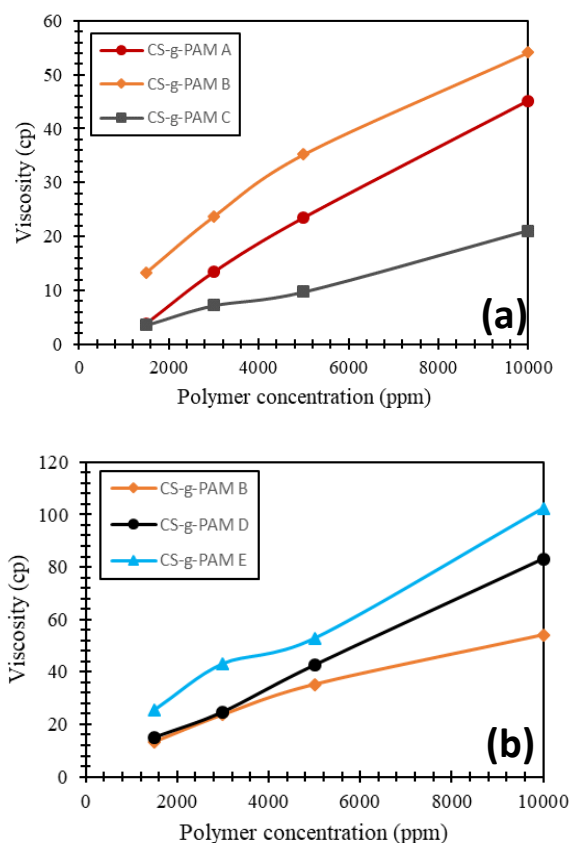 60
50
40
30
20
10
0
Viscosity (cp)
CS-g-PAM A
CS-g-PAM B
CS-g-PAM C
(a)
0 2000 4000 6000 8000 10000
Polymer concentration (ppm)
120
100
80
60
40
20
0
Viscosity (cp)
CS-g-PAM B
CS-g-PAM D
CS-g-PAM E
(b)
0 2000 4000 6000 8000 10000
Polymer concentration (ppm)